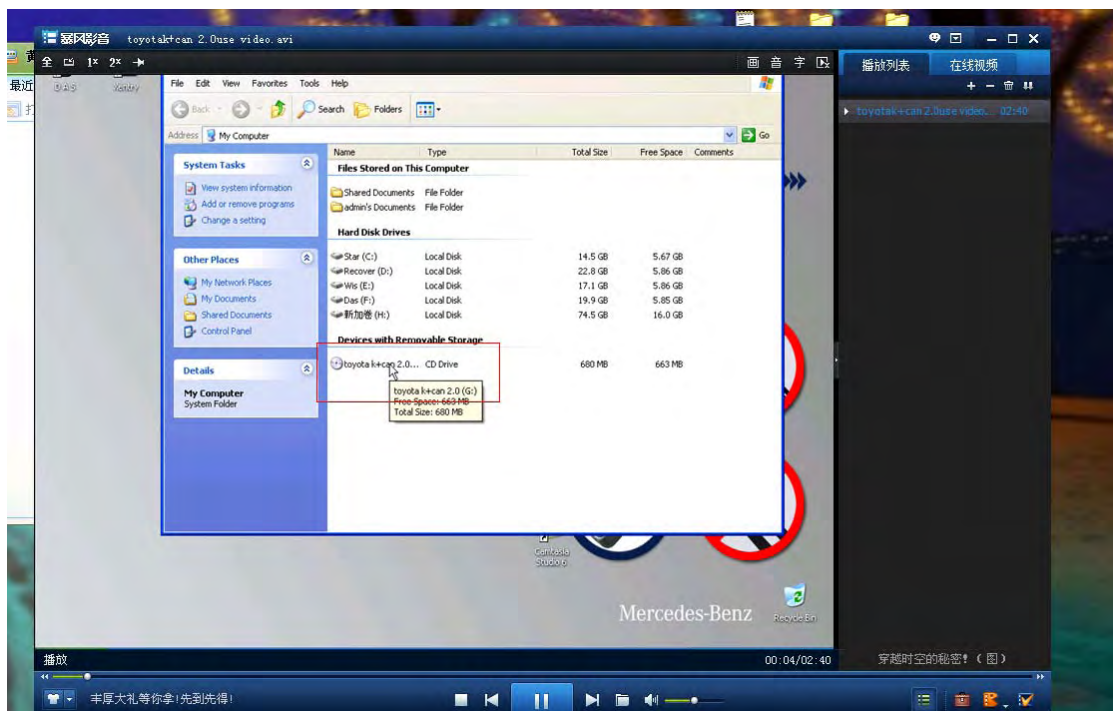 暴风影音 toyotak+can 2.0use video.avi
全 1× 2× 画 音 字
播放列表 在线视频
最近
toyotak+can 2.0use video... 02:40
DAS Xentry
File Edit View Favorites Tools Help
Back Search Folders
Address My Computer Go
Name Type Total Size Free Space Comments
System Tasks
View system information
Add or remove programs
Change a setting
Other Places
My Network Places
My Documents
Shared Documents
Control Panel
Details
My Computer
System Folder
Files Stored on This Computer
Shared Documents File Folder
admin's Documents File Folder
Hard Disk Drives
Star (C:) Local Disk 14.5 GB 5.67 GB
Recover (D:) Local Disk 22.8 GB 5.86 GB
Wis (E:) Local Disk 17.1 GB 5.86 GB
Das (F:) Local Disk 19.9 GB 5.85 GB
新加卷 (H:) Local Disk 74.5 GB 16.0 GB
Devices with Removable Storage
toyota k+can 2.0... CD Drive 680 MB 663 MB
toyota k+can 2.0 (G:)
Free Space: 663 MB
Total Size: 680 MB
Camtasia
Studio 6
Mercedes-Benz
Recycle Bin
播放 00:04/02:40
穿越时空的秘密!(图)
丰厚大礼等你拿!先到先得!